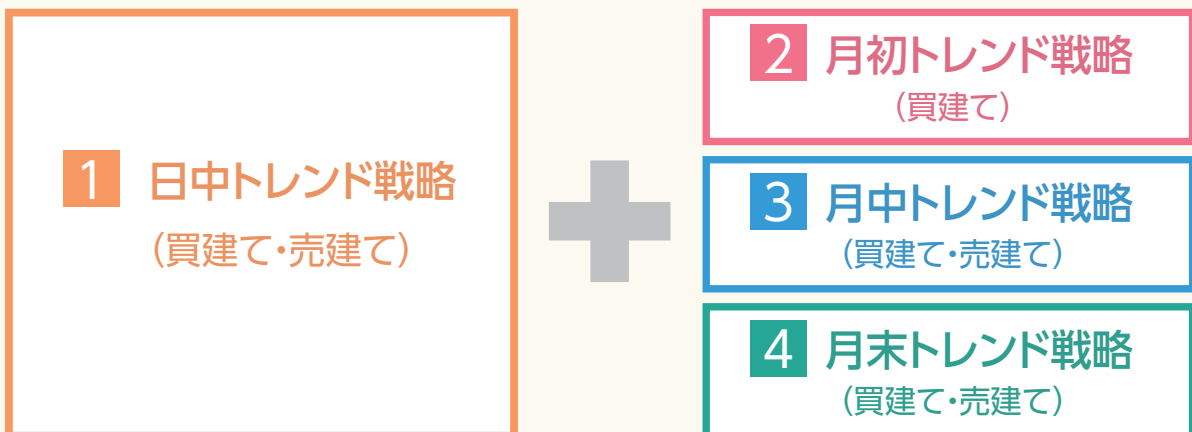 1 日中トレンド戦略
(買建て・売建て)
2 月初トレンド戦略
(買建て)
3 月中トレンド戦略
(買建て・売建て)
4 月末トレンド戦略
(買建て・売建て)